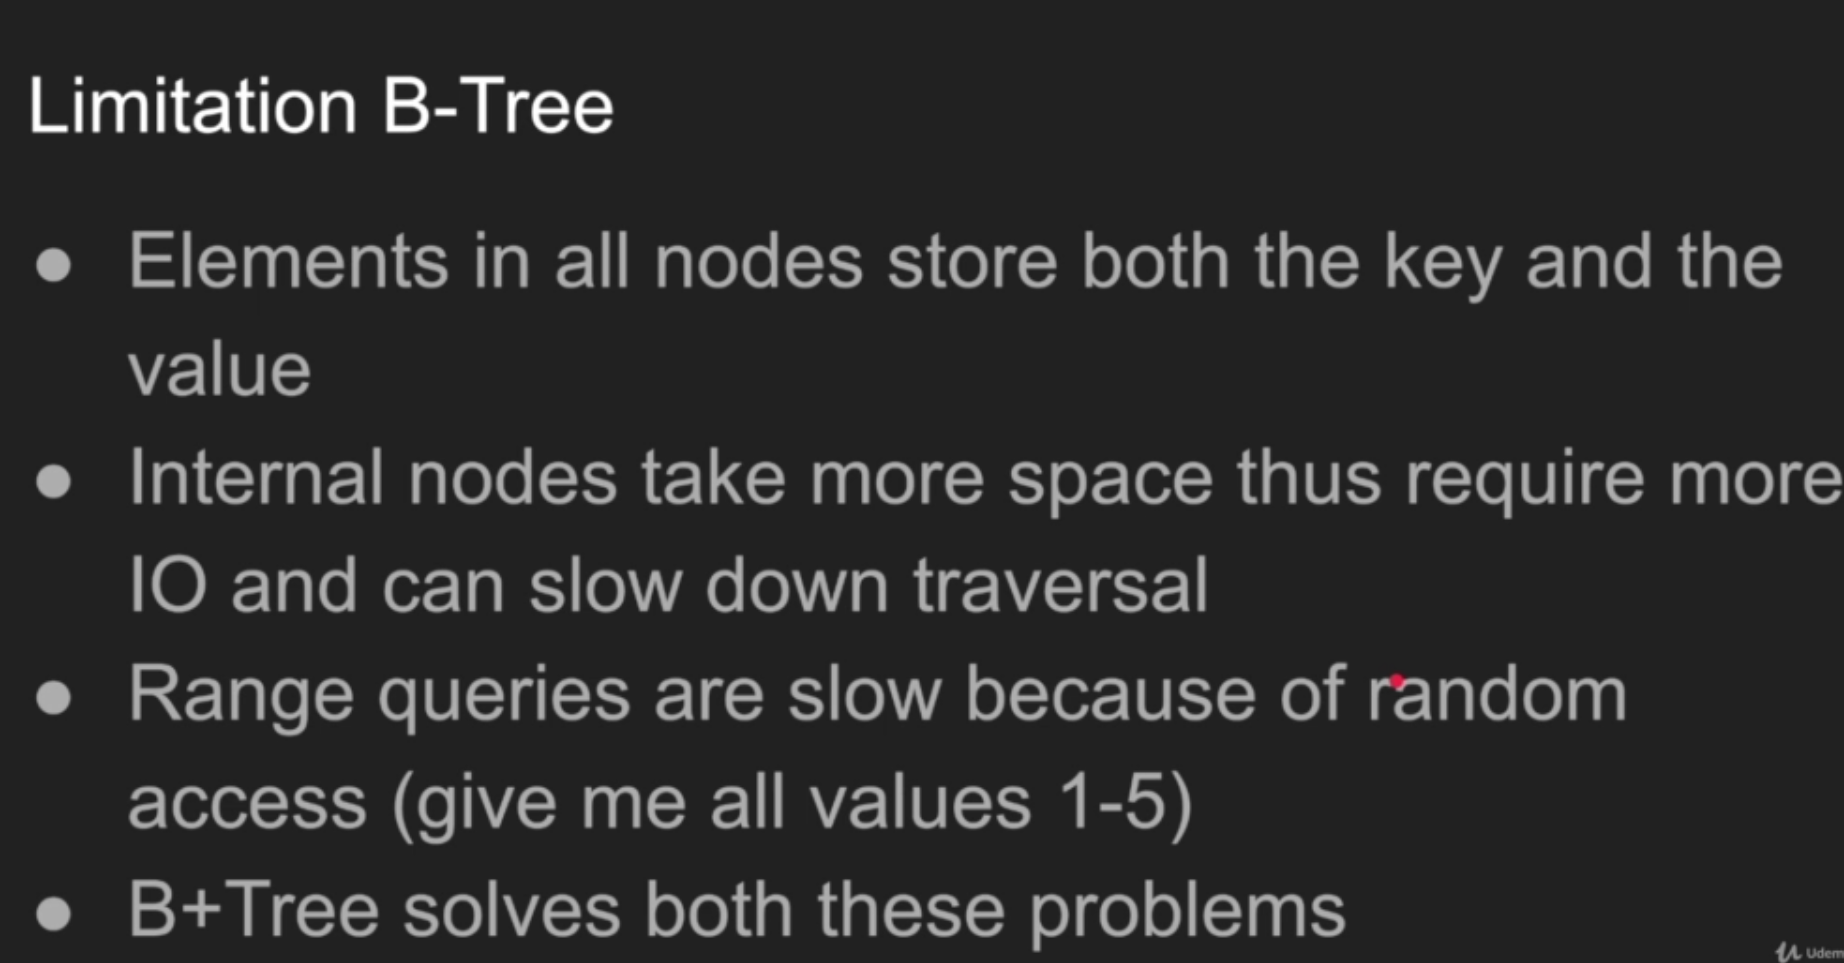 Limitation B-Tree
● Elements in all nodes store both the key and the
value
● Internal nodes take more space thus require more
IO and can slow down traversal
● Range queries are slow because of random
access (give me all values 1-5)
● B+Tree solves both these problems
Udem